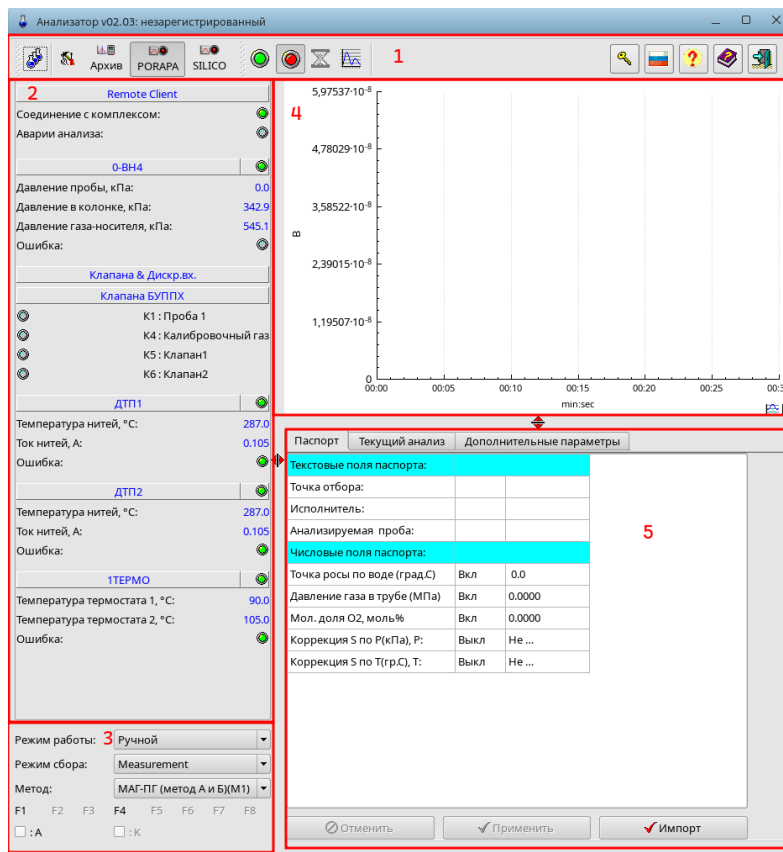 Анализатор v02.03: незарегистрированный
Архив PORAPA SILICO 1
2 Remote Client
Соединение с комплексом:
Аварии анализа:
0-ВН4
Давление пробы, кПа: 0.0
Давление в колонке, кПа: 342.9
Давление газа-носителя, кПа: 545.1
Ошибка:
Клапана & Дискр.вх.
Клапана БУППХ
К1 : Проба 1
К4 : Калибровочный газ
К5 : Клапан1
К6 : Клапан2
ДТП1
Температура нитей, °С: 287.0
Ток нитей, А: 0.105
Ошибка:
ДТП2
Температура нитей, °С: 287.0
Ток нитей, А: 0.105
Ошибка:
1ТЕРМО
Температура термостата 1, °С: 90.0
Температура термостата 2, °С: 105.0
Ошибка:
Режим работы: 3 Ручной
Режим сбора: Measurement
Метод: МАГ-ПГ (метод А и Б)(М1)
F1 F2 F3 F4 F5 F6 F7 F8
: А : К
4
5,97537·10⁻⁸
4,78029·10⁻⁸
3,58522·10⁻⁸
В
2,39015·10⁻⁸
1,19507·10⁻⁸
0
00:00 00:05 00:10 00:15 00:20 00:25 00:3
min:sec
Паспорт Текущий анализ Дополнительные параметры
Текстовые поля паспорта:
Точка отбора:
Исполнитель:
Анализируемая проба:
5
Числовые поля паспорта:
Точка росы по воде (град.С) Вкл 0.0
Давление газа в трубе (МПа) Вкл 0.0000
Мол. доля О2, моль% Вкл 0.0000
Коррекция S по Р(кПа), Р: Выкл Не ...
Коррекция S по Т(гр.С), Т: Выкл Не ...
Отменить Применить Импорт